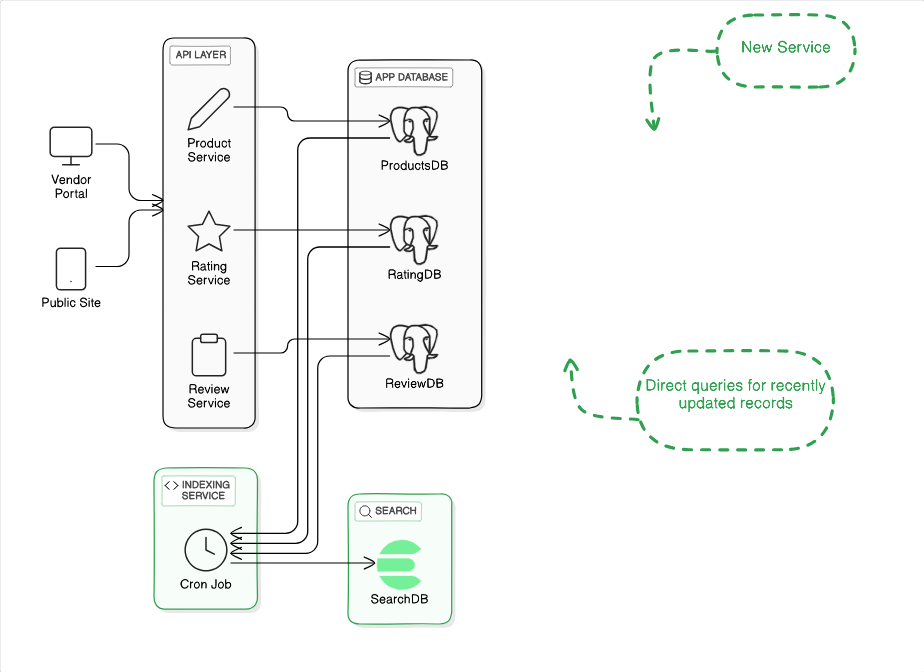 New Service
API LAYER
APP DATABASE
Product
Service
ProductsDB
Vendor
Portal
Rating
Service
RatingDB
Public Site
Review
Service
ReviewDB
Direct queries for recently
updated records
INDEXING
SERVICE
SEARCH
Cron Job
SearchDB